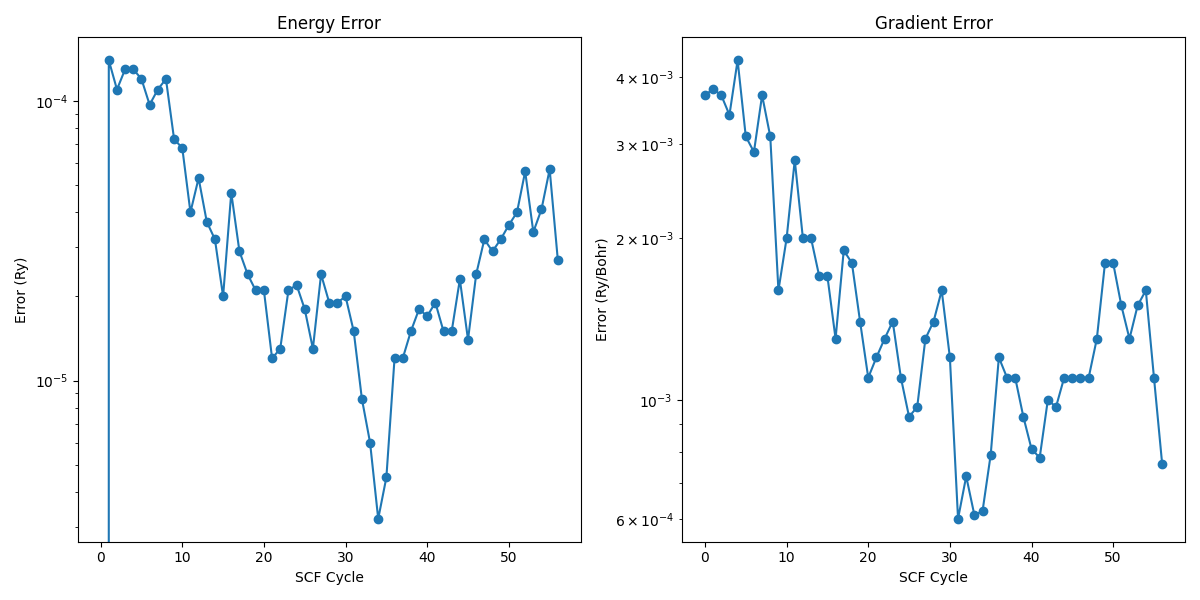 Energy Error
Error (Ry)
10⁻⁴
10⁻⁵
0 10 20 30 40 50
SCF Cycle
Gradient Error
Error (Ry/Bohr)
4 × 10⁻³
3 × 10⁻³
2 × 10⁻³
10⁻³
6 × 10⁻⁴
0 10 20 30 40 50
SCF Cycle